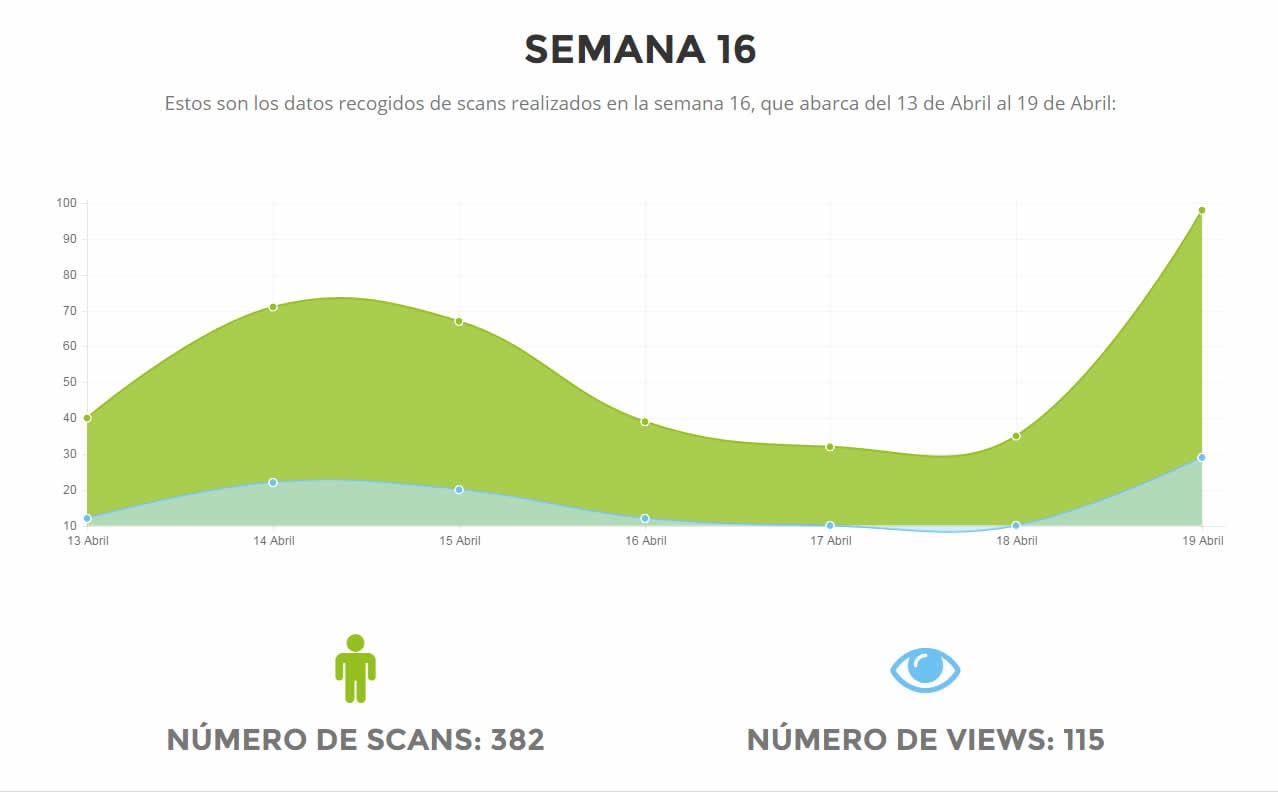 SEMANA 16
Estos son los datos recogidos de scans realizados en la semana 16, que abarca del 13 de Abril al 19 de Abril:
100
90
80
70
60
50
40
30
20
10
13 Abril 14 Abril 15 Abril 16 Abril 17 Abril 18 Abril 19 Abril
NÚMERO DE SCANS: 382 NÚMERO DE VIEWS: 115